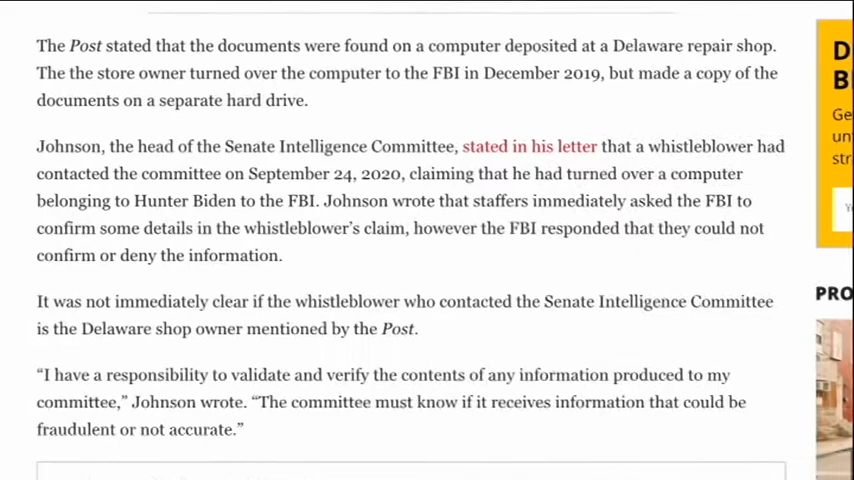 The Post stated that the documents were found on a computer deposited at a Delaware repair shop.
The the store owner turned over the computer to the FBI in December 2019, but made a copy of the
documents on a separate hard drive.
Johnson, the head of the Senate Intelligence Committee, stated in his letter that a whistleblower had
contacted the committee on September 24, 2020, claiming that he had turned over a computer
belonging to Hunter Biden to the FBI. Johnson wrote that staffers immediately asked the FBI to
confirm some details in the whistleblower’s claim, however the FBI responded that they could not
confirm or deny the information.
It was not immediately clear if the whistleblower who contacted the Senate Intelligence Committee
is the Delaware shop owner mentioned by the Post.
“I have a responsibility to validate and verify the contents of any information produced to my
committee,” Johnson wrote. “The committee must know if it receives information that could be
fraudulent or not accurate.”
D
B
Ge
un
str
PRO